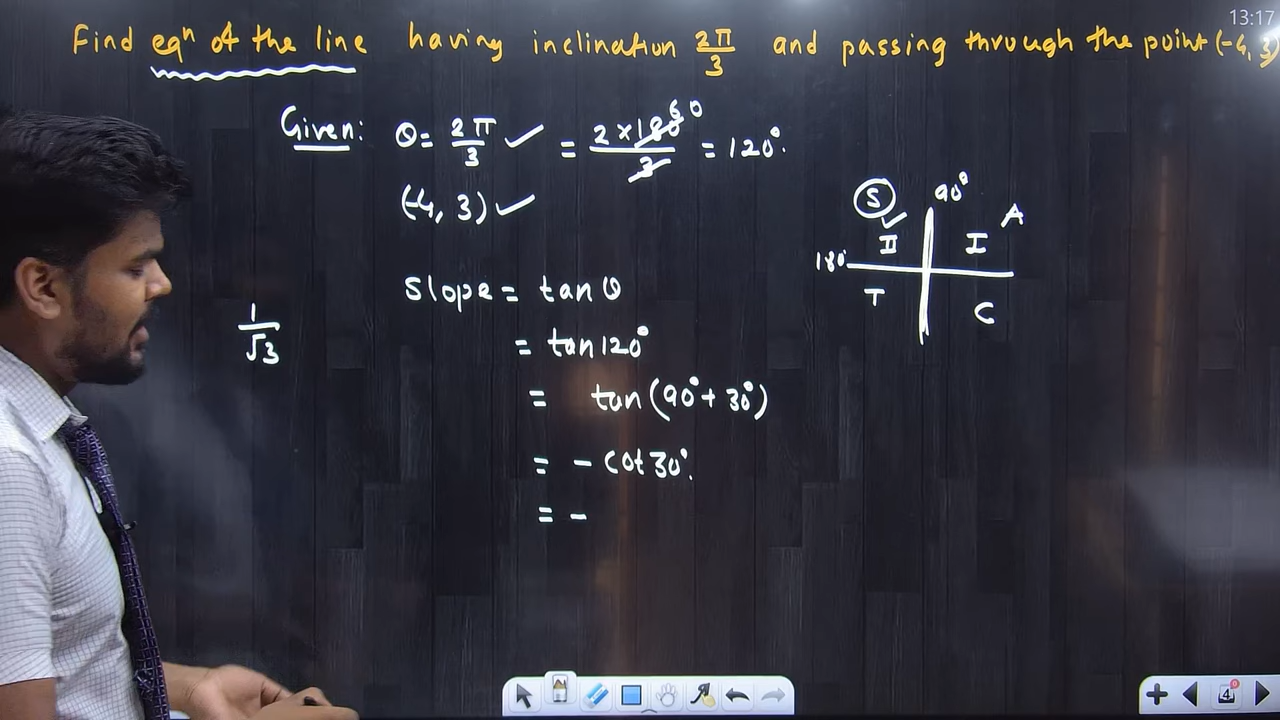 13:17
Find eqⁿ of the line having inclination 2π/3 and passing through the point (-4, 3)
Given: θ = 2π/3 ✓ = 2×180/3 60° = 120°.
(-4, 3) ✓
S 90° A
II I
180°
T C
Slope = tan θ
1/√3
= tan 120°
= tan (90° + 30°)
= - cot 30°.
= -
4